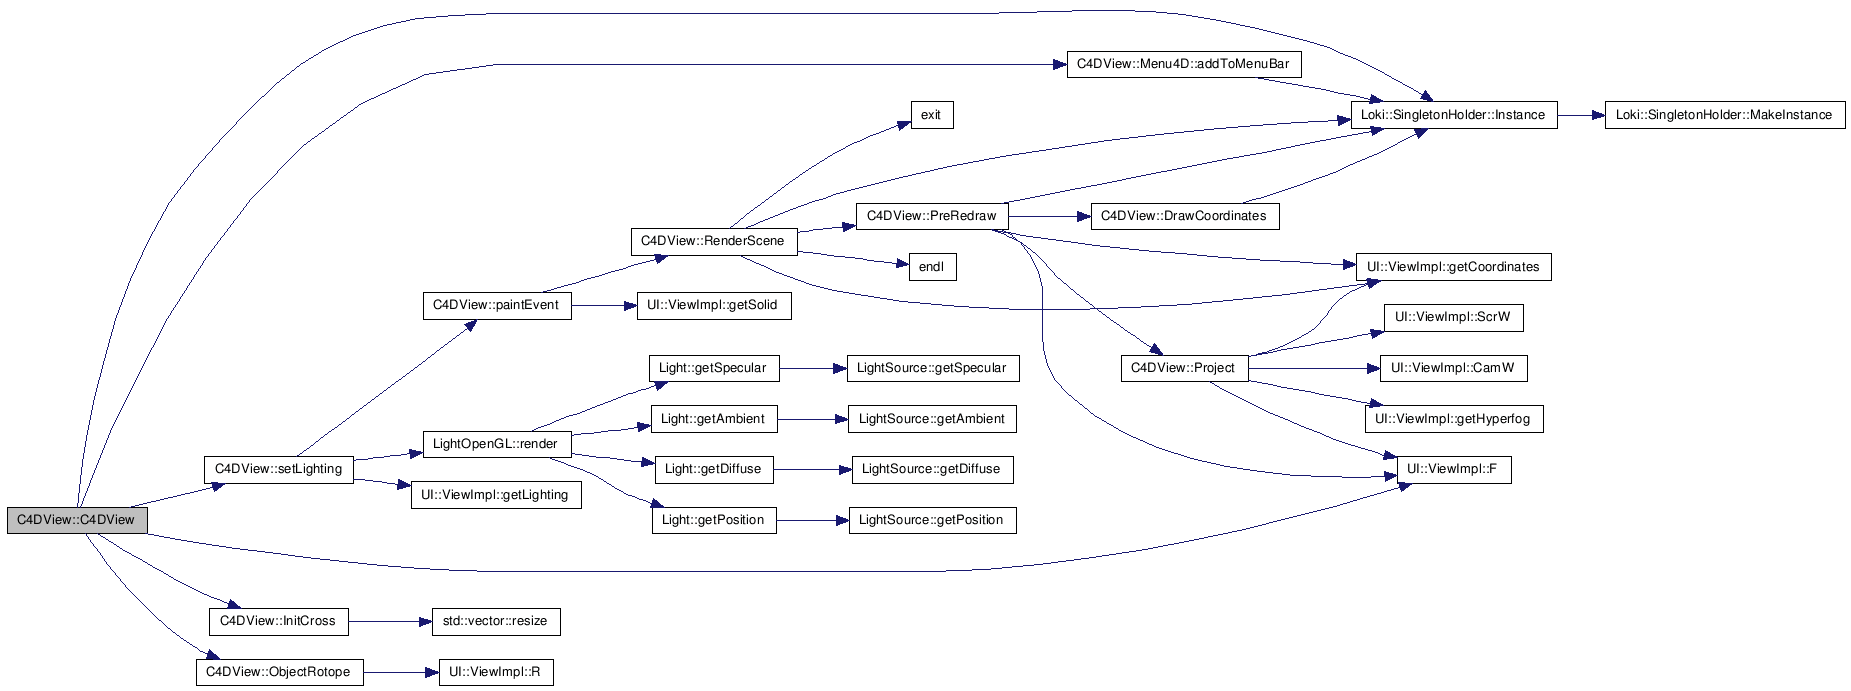 C4DView::Menu4D::addToMenuBar
exit
Loki::SingletonHolder::Instance
Loki::SingletonHolder::MakeInstance
C4DView::PreRedraw
C4DView::DrawCoordinates
C4DView::RenderScene
endl
UI::ViewImpl::getCoordinates
C4DView::paintEvent
UI::ViewImpl::getSolid
UI::ViewImpl::ScrW
Light::getSpecular
LightSource::getSpecular
C4DView::Project
UI::ViewImpl::CamW
Light::getAmbient
LightSource::getAmbient
UI::ViewImpl::getHyperfog
LightOpenGL::render
C4DView::setLighting
Light::getDiffuse
LightSource::getDiffuse
UI::ViewImpl::F
UI::ViewImpl::getLighting
C4DView::C4DView
Light::getPosition
LightSource::getPosition
C4DView::InitCross
std::vector::resize
C4DView::ObjectRotope
UI::ViewImpl::R